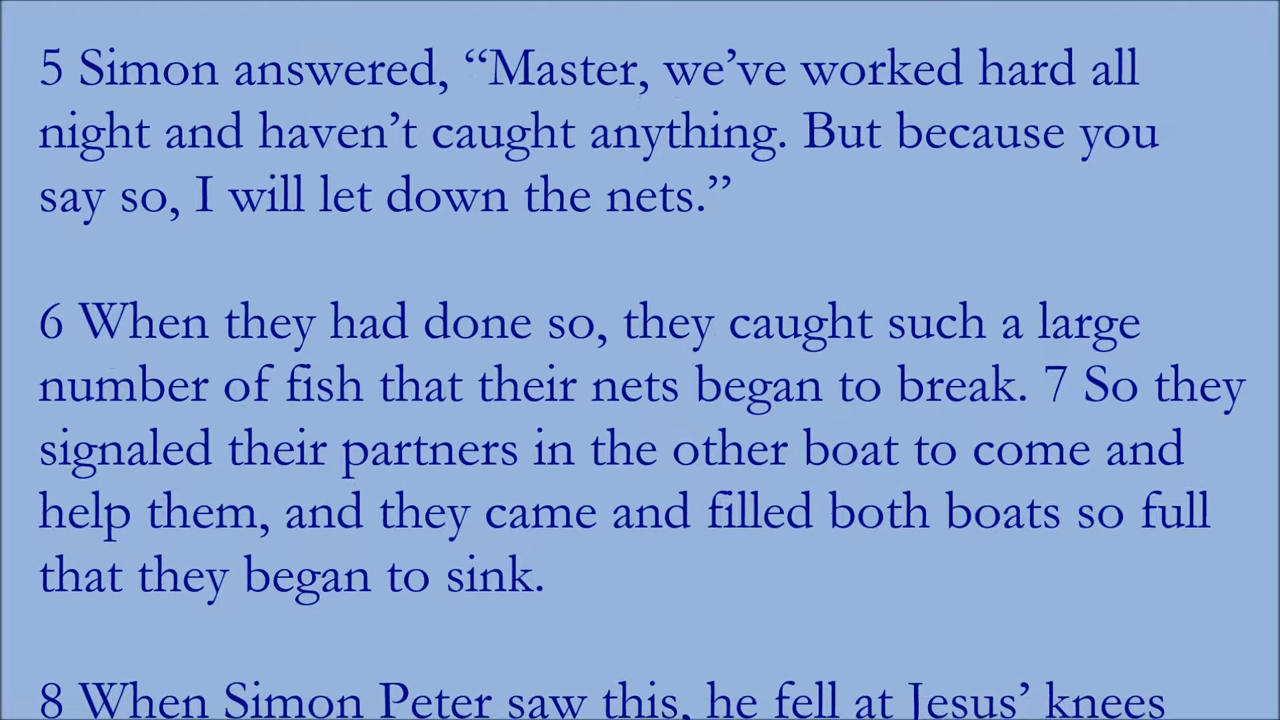 5 Simon answered, “Master, we’ve worked hard all
night and haven’t caught anything. But because you
say so, I will let down the nets.”
6 When they had done so, they caught such a large
number of fish that their nets began to break. 7 So they
signaled their partners in the other boat to come and
help them, and they came and filled both boats so full
that they began to sink.
8 When Simon Peter saw this, he fell at Jesus’ knees